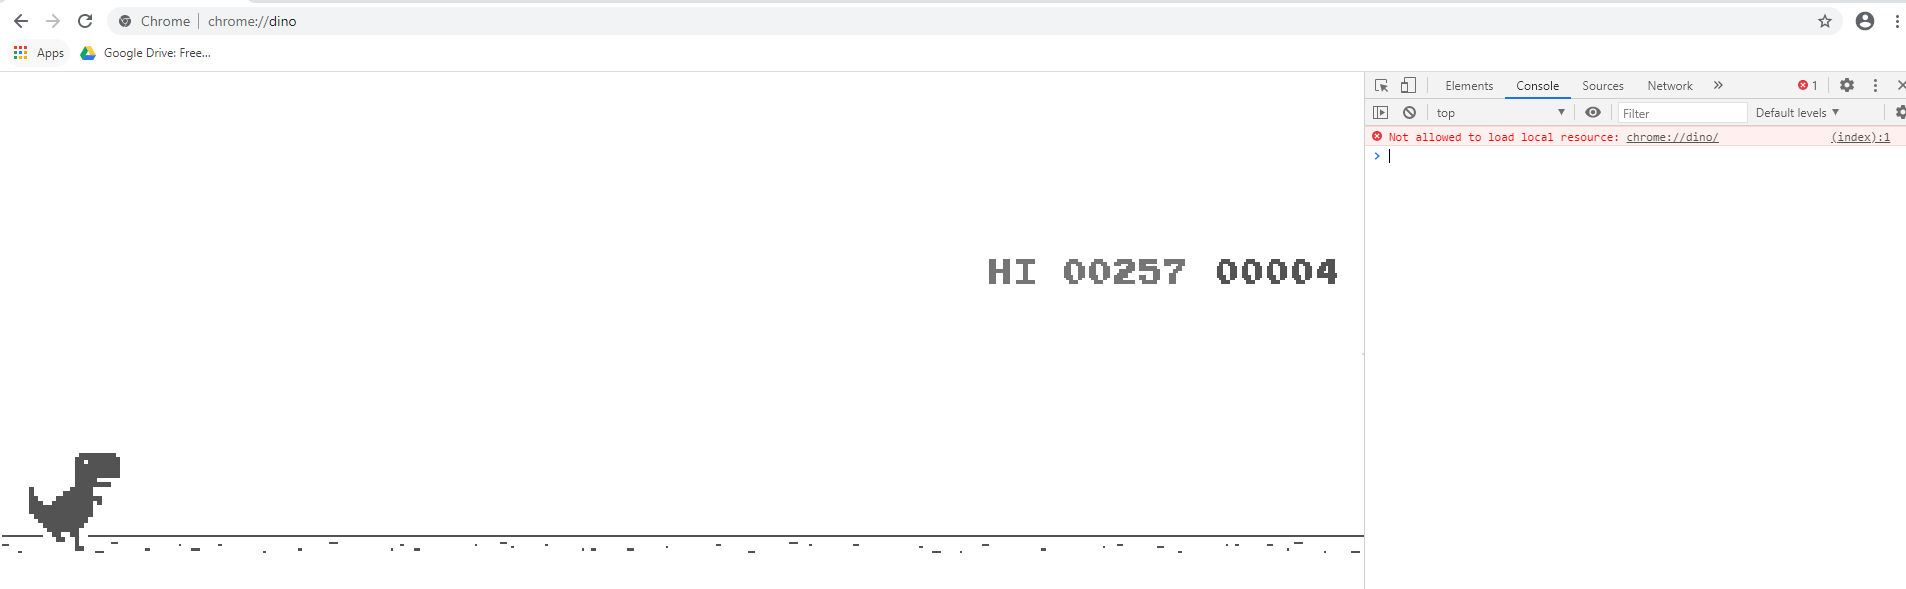 Chrome | chrome://dino
Apps Google Drive: Free...
Elements Console Sources Network » 1
top Filter Default levels
Not allowed to load local resource: chrome://dino/ (index):1
>
HI 00257 00004